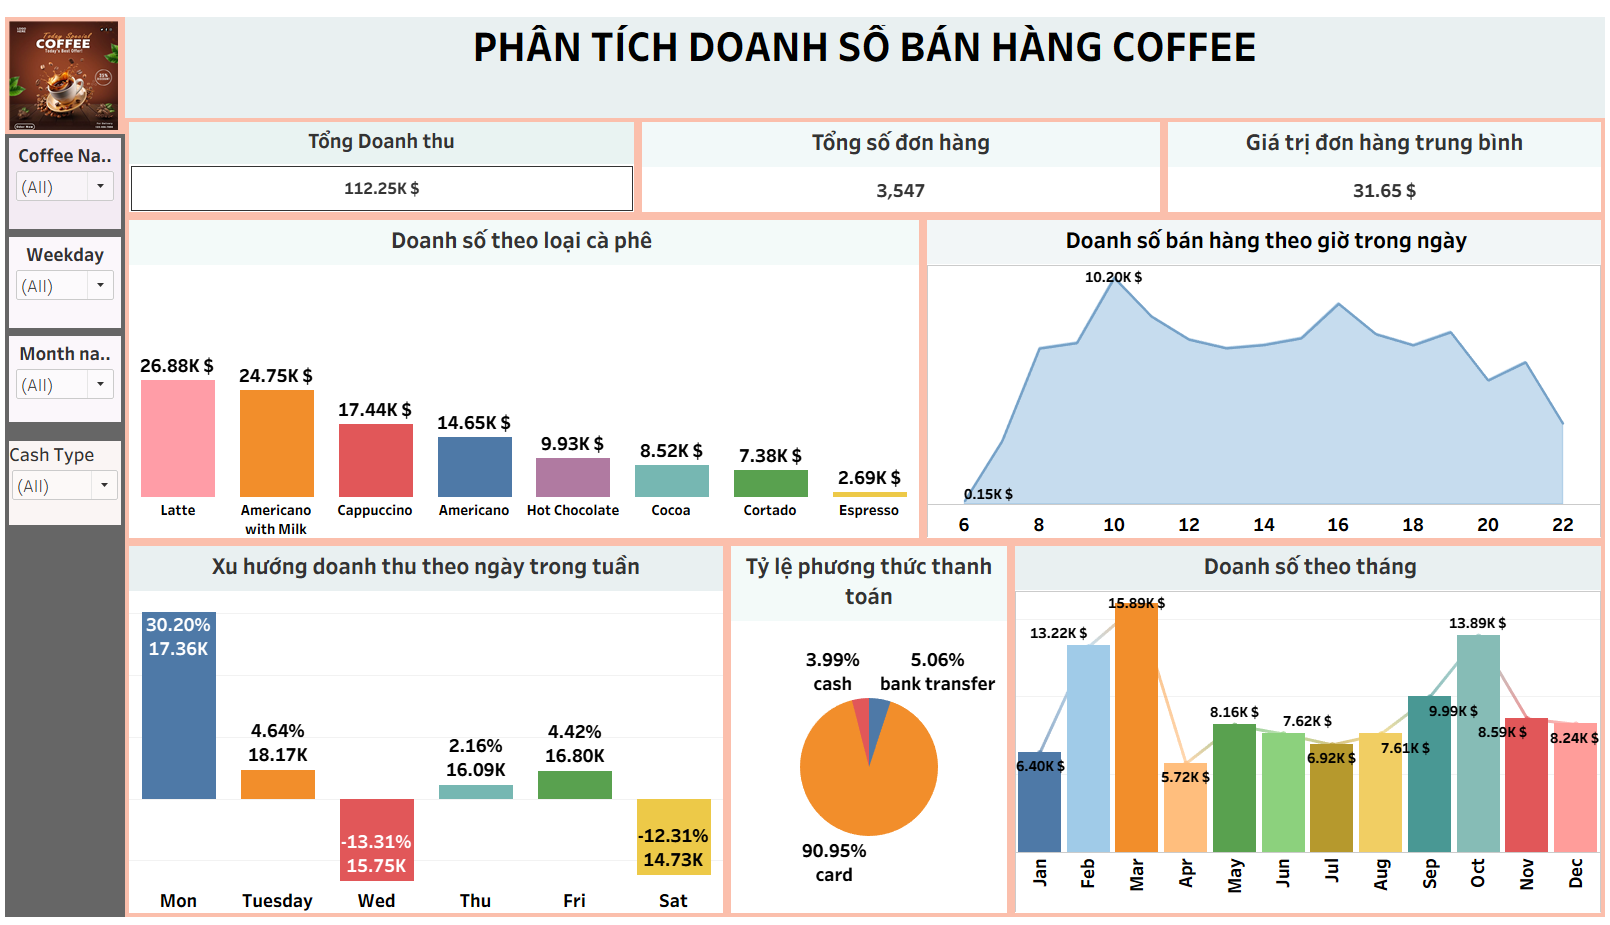 Today Special
COFFEE
Today's Best Offer!
PHÂN TÍCH DOANH SỐ BÁN HÀNG COFFEE
Coffee Na..
(All)
Weekday
(All)
Month na..
(All)
Cash Type
(All)
Tổng Doanh thu
112.25K $
Tổng số đơn hàng
3,547
Giá trị đơn hàng trung bình
31.65 $
Doanh số theo loại cà phê
26.88K $
24.75K $
17.44K $
14.65K $
9.93K $
8.52K $
7.38K $
2.69K $
Latte
Americano
with Milk
Cappuccino
Americano
Hot Chocolate
Cocoa
Cortado
Espresso
Doanh số bán hàng theo giờ trong ngày
10.20K $
0.15K $
6 8 10 12 14 16 18 20 22
Xu hướng doanh thu theo ngày trong tuần
30.20%
17.36K
4.64%
18.17K
-13.31%
15.75K
2.16%
16.09K
4.42%
16.80K
-12.31%
14.73K
Mon Tuesday Wed Thu Fri Sat
Tỷ lệ phương thức thanh
toán
3.99%
cash
5.06%
bank transfer
90.95%
card
Doanh số theo tháng
6.40K $
13.22K $
15.89K $
5.72K $
8.16K $
7.62K $
6.92K $
7.61K $
9.99K $
13.89K $
8.59K $
8.24K $
Jan Feb Mar Apr May Jun Jul Aug Sep Oct Nov Dec